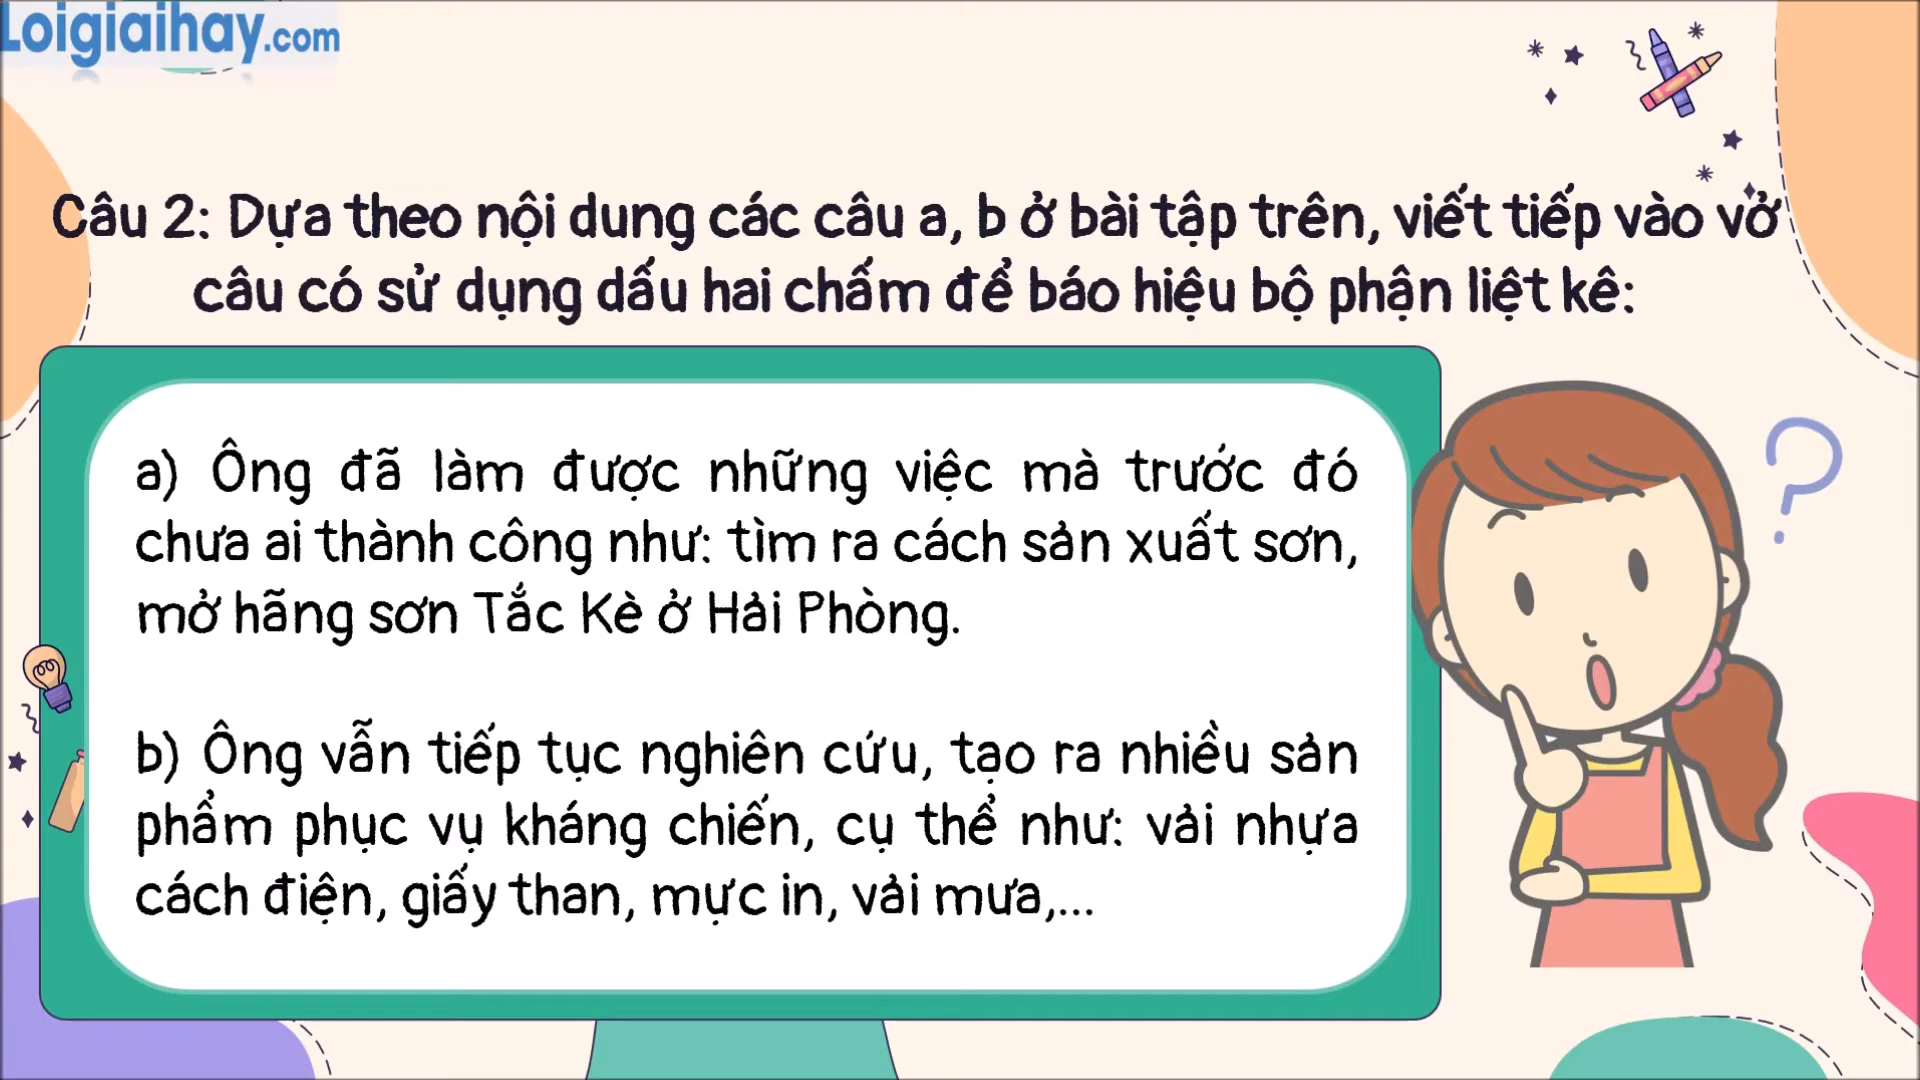 Loigiaihay.com
Câu 2: Dựa theo nội dung các câu a, b ở bài tập trên, viết tiếp vào vở
câu có sử dụng dấu hai chấm để báo hiệu bộ phận liệt kê:
a) Ông đã làm được những việc mà trước đó
chưa ai thành công như: tìm ra cách sản xuất sơn,
mở hãng sơn Tắc Kè ở Hải Phòng.
b) Ông vẫn tiếp tục nghiên cứu, tạo ra nhiều sản
phẩm phục vụ kháng chiến, cụ thể như: vải nhựa
cách điện, giấy than, mực in, vải mưa,...